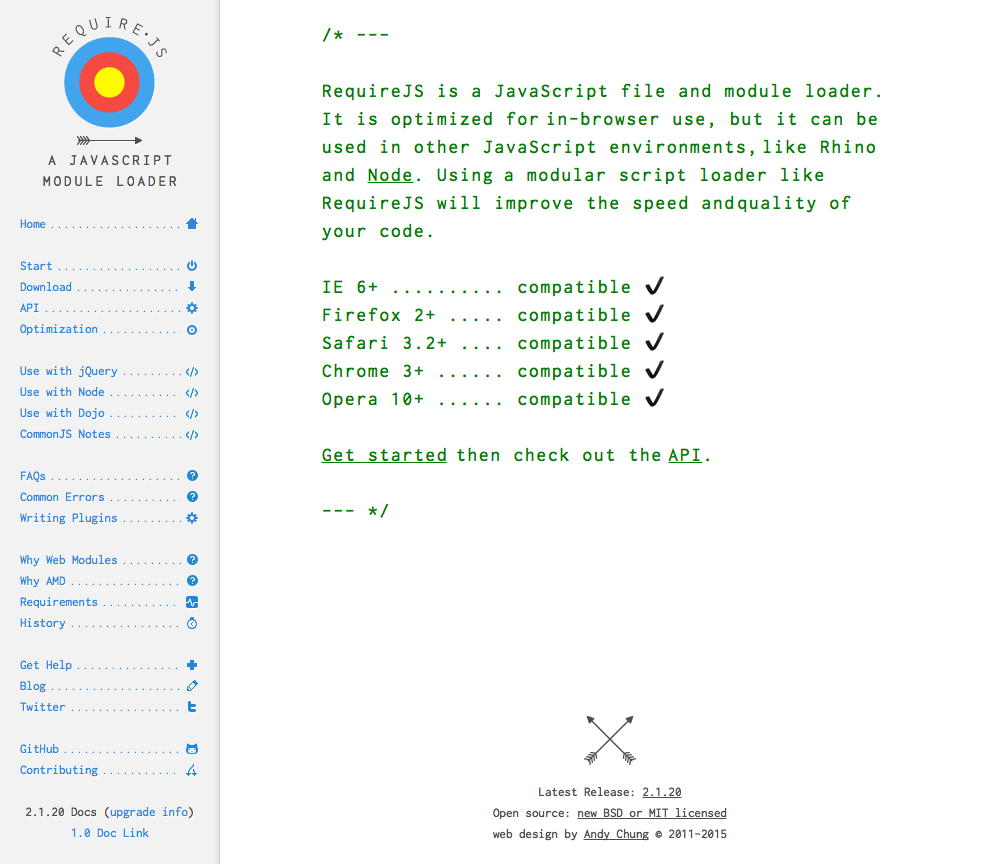 REQUIRE.JS
A JAVASCRIPT
MODULE LOADER
Home ....................
Start ...................
Download ................
API .....................
Optimization ............
Use with jQuery .........
Use with Node ...........
Use with Dojo ...........
CommonJS Notes ..........
FAQs ....................
Common Errors ...........
Writing Plugins .........
Why Web Modules .........
Why AMD .................
Requirements ............
History .................
Get Help ................
Blog ....................
Twitter .................
GitHub ..................
Contributing ............
2.1.20 Docs (upgrade info)
1.0 Doc Link
/* ---
RequireJS is a JavaScript file and module loader.
It is optimized for in-browser use, but it can be
used in other JavaScript environments, like Rhino
and Node. Using a modular script loader like
RequireJS will improve the speed and quality of
your code.
IE 6+ .......... compatible ✔
Firefox 2+ ..... compatible ✔
Safari 3.2+ .... compatible ✔
Chrome 3+ ...... compatible ✔
Opera 10+ ...... compatible ✔
Get started then check out the API.
--- */
Latest Release: 2.1.20
Open source: new BSD or MIT licensed
web design by Andy Chung © 2011-2015